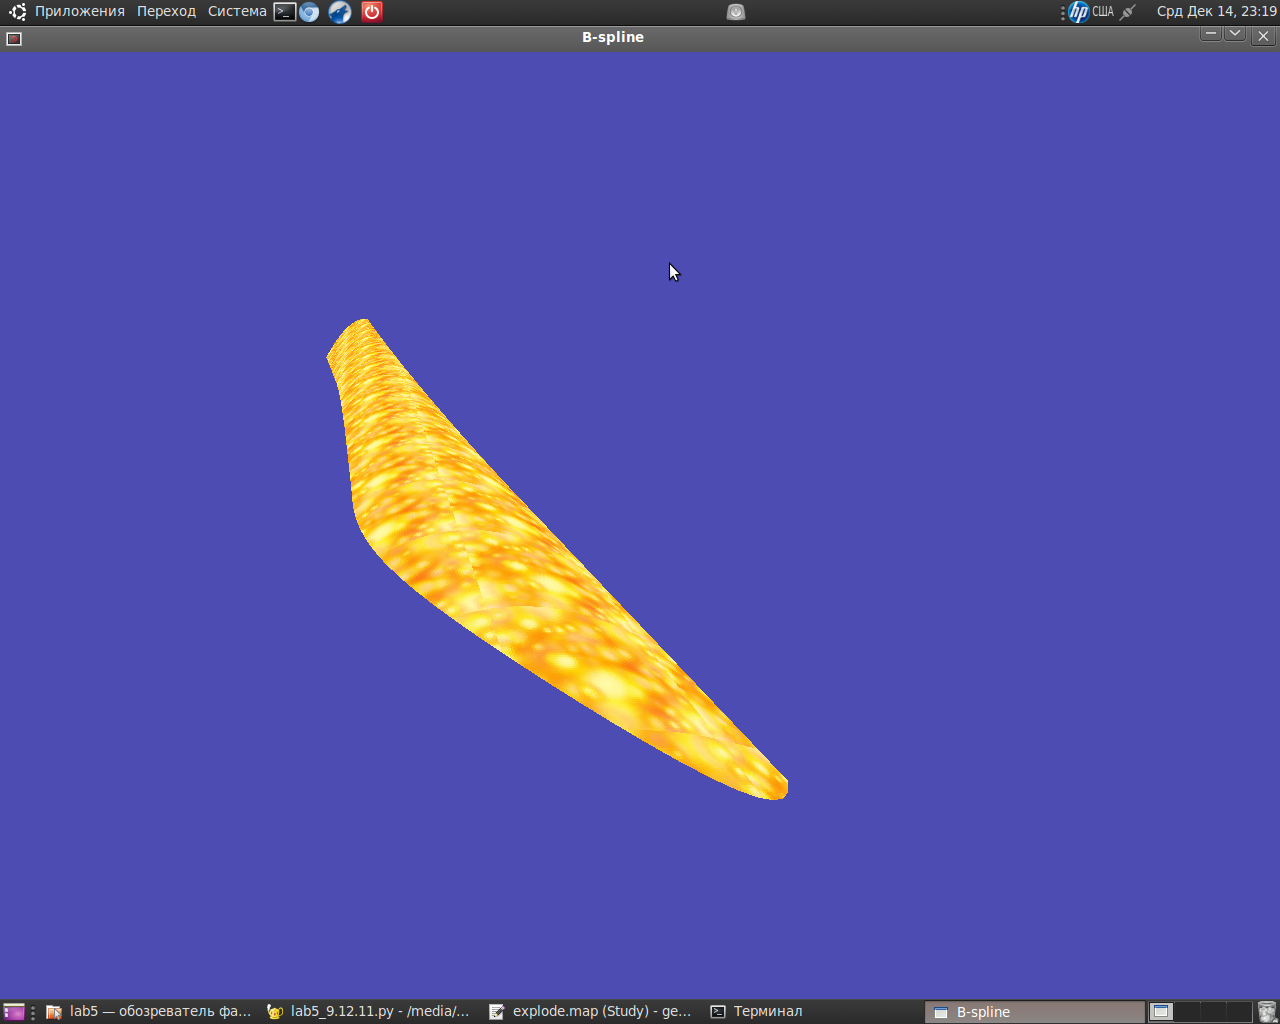 Приложения Переход Система >_ hp США Срд Дек 14, 23:19
B-spline
lab5 — обозреватель фа... lab5_9.12.11.py - /media/... explode.map (Study) - ge... Терминал B-spline